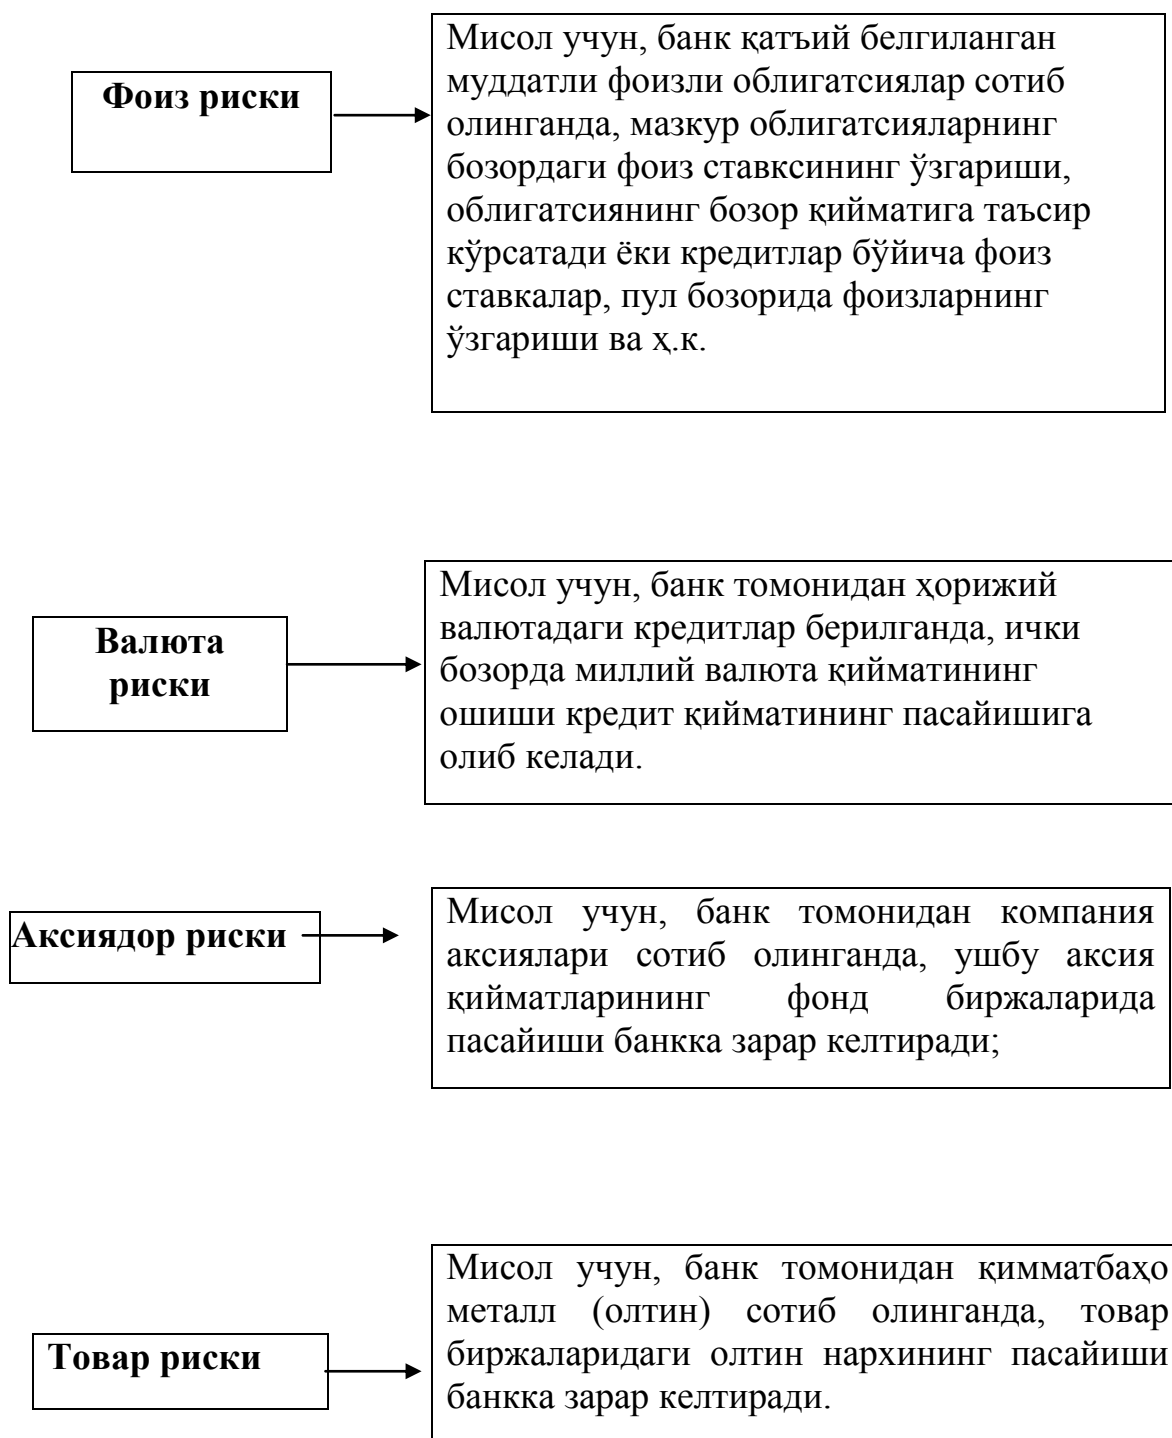 Фоиз риски
Мисол учун, банк қатъий белгиланган
муддатли фоизли облигатсиялар сотиб
олинганда, мазкур облигатсияларнинг
бозордаги фоиз ставксининг ўзгариши,
облигатсиянинг бозор қийматига таъсир
кўрсатади ёки кредитлар бўйича фоиз
ставкалар, пул бозорида фоизларнинг
ўзгариши ва ҳ.к.
Валюта
риски
Мисол учун, банк томонидан ҳорижий
валютадаги кредитлар берилганда, ички
бозорда миллий валюта қийматининг
ошиши кредит қийматининг пасайишига
олиб келади.
Аксиядор риски
Мисол учун, банк томонидан компания
аксиялари сотиб олинганда, ушбу аксия
қийматларининг фонд биржаларида
пасайиши банкка зарар келтиради;
Товар риски
Мисол учун, банк томонидан қимматбаҳо
металл (олтин) сотиб олинганда, товар
биржаларидаги олтин нархининг пасайиши
банкка зарар келтиради.